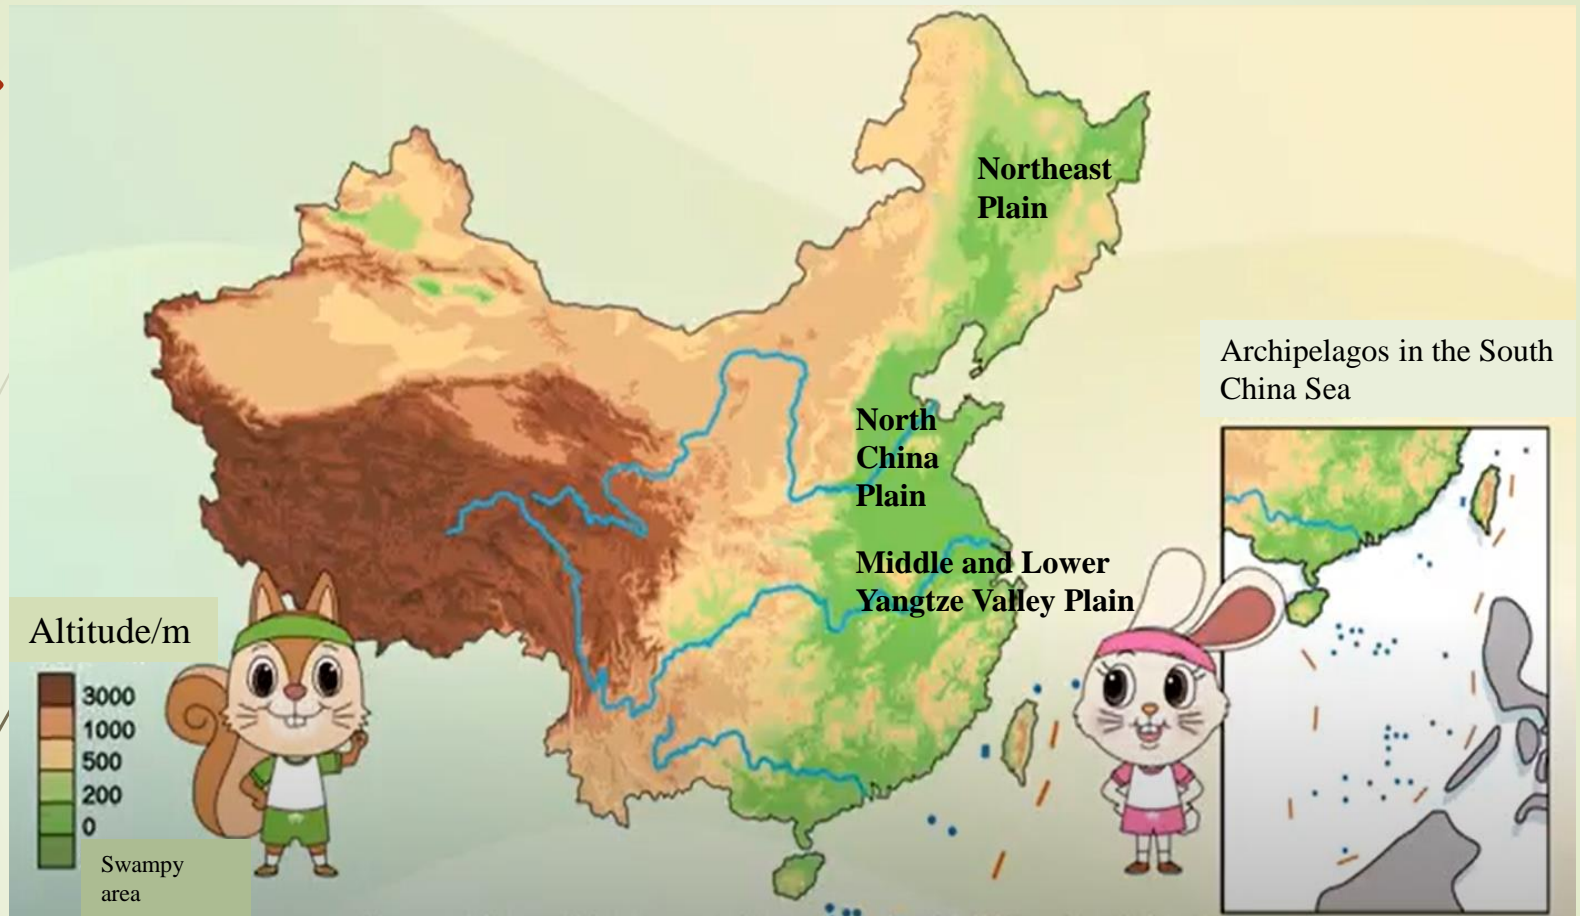 Northeast
Plain
Archipelagos in the South
China Sea
North
China
Plain
Middle and Lower
Yangtze Valley Plain
Altitude/m
3000
1000
500
200
0
Swampy
area